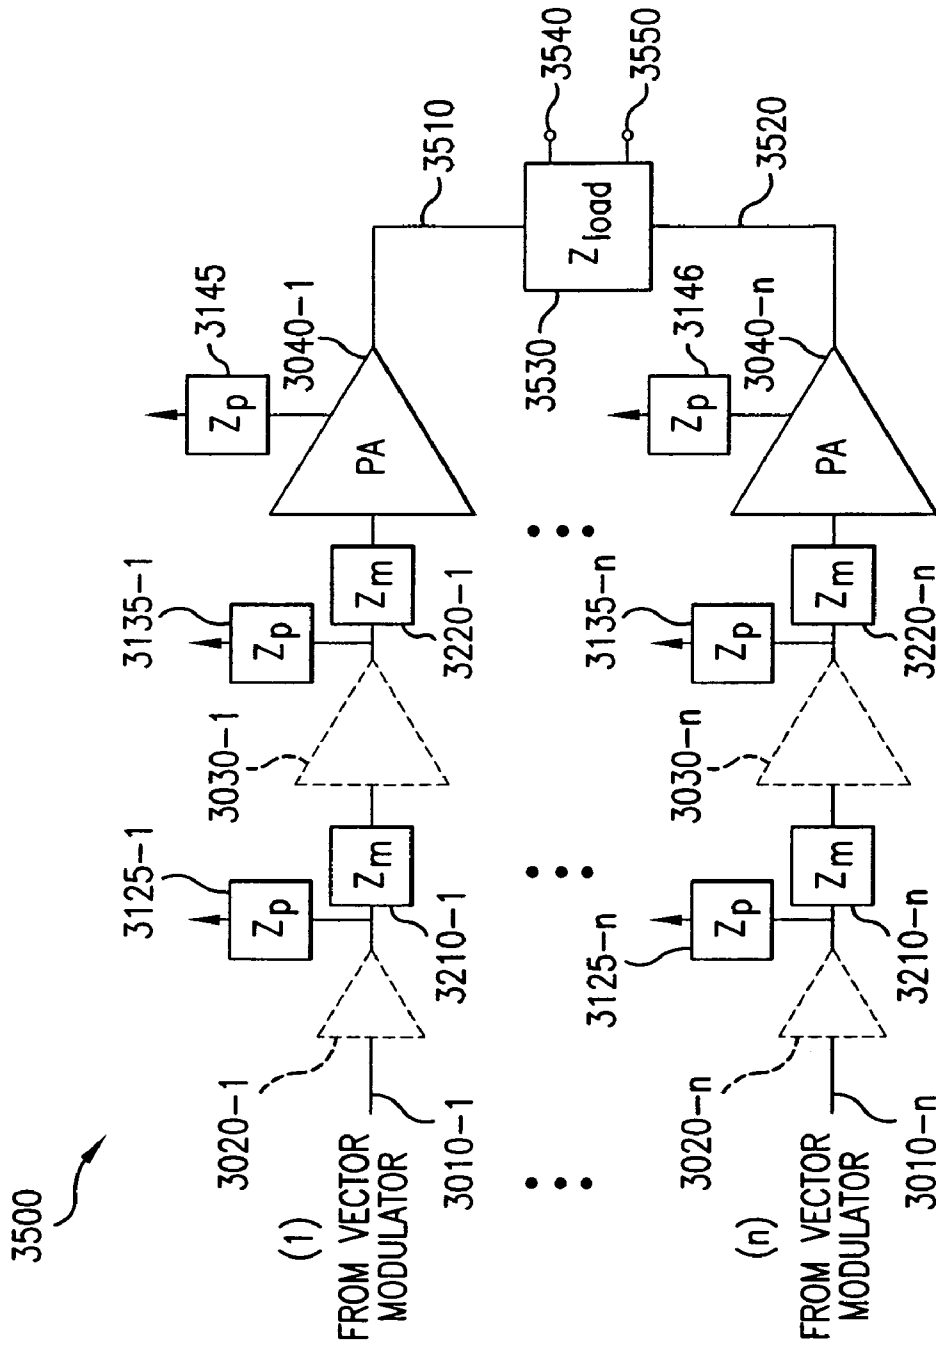 3500
3125-1
3135-1
3145
Zp
Zp
Zp
3040-1
3510
3020-1
3030-1
(1)
FROM VECTOR
MODULATOR
Zm
Zm
PA
3010-1
3210-1
3220-1
3530
Zload
3540
3550
3125-n
3135-n
3146
Zp
Zp
Zp
3040-n
3520
3020-n
3030-n
(n)
FROM VECTOR
MODULATOR
Zm
Zm
PA
3010-n
3210-n
3220-n